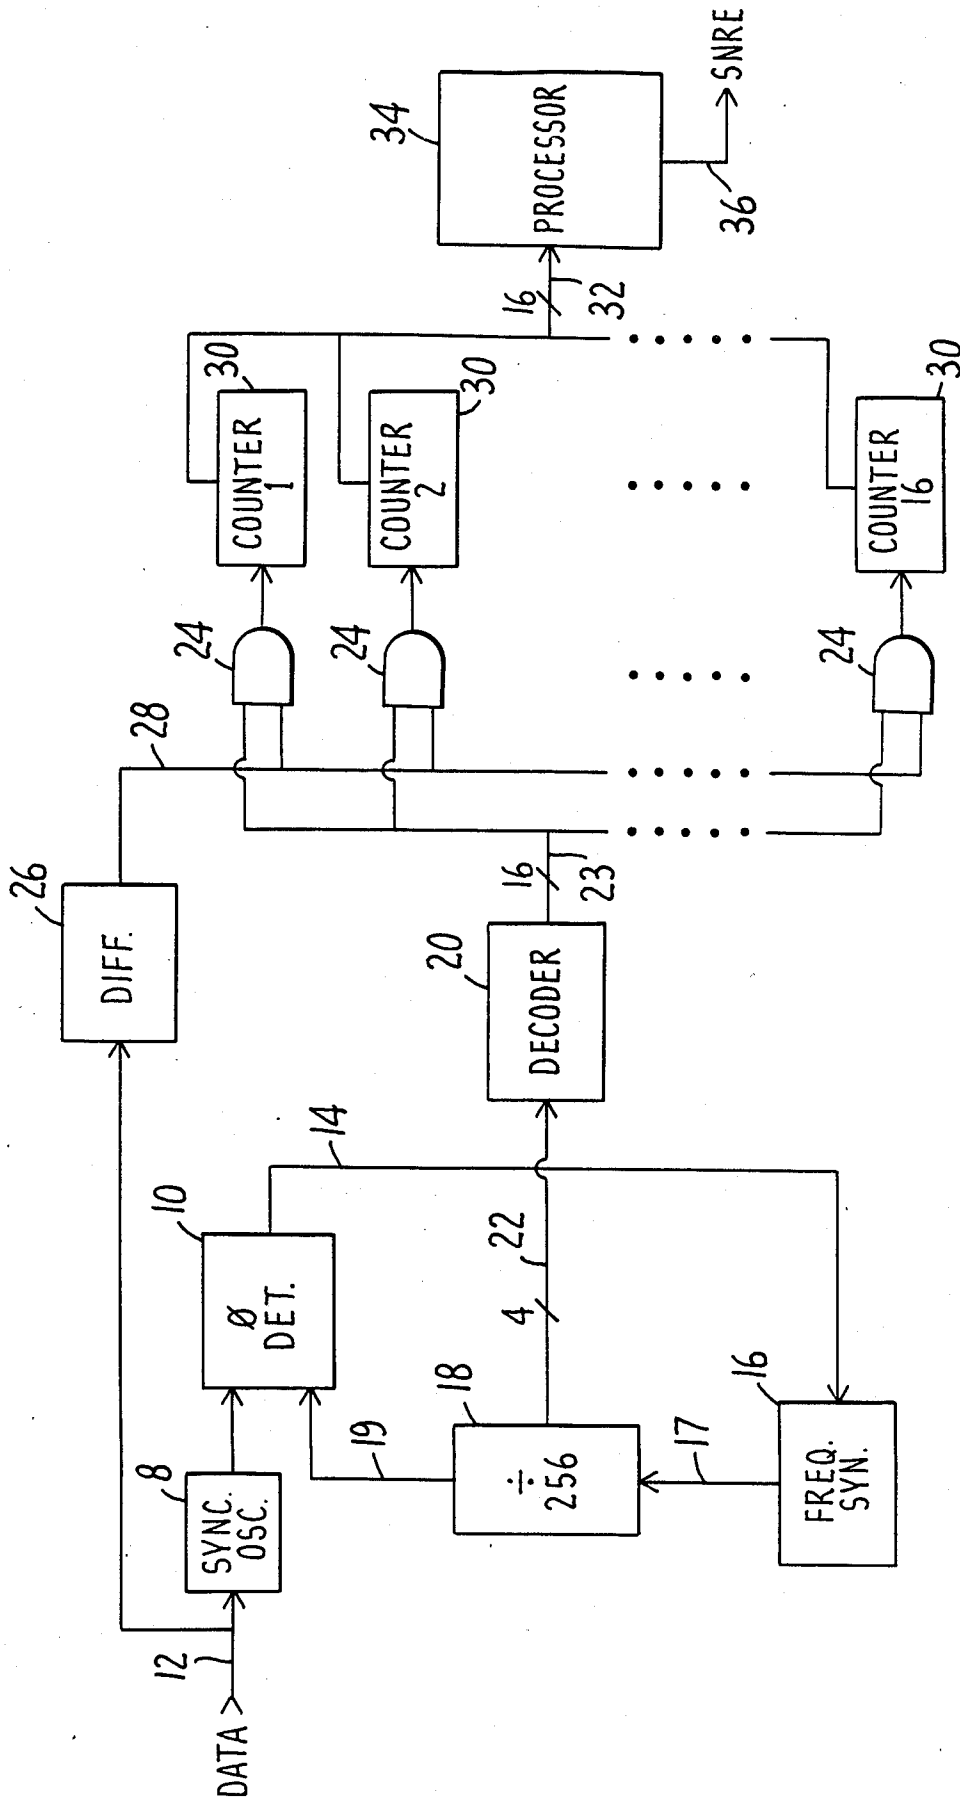 DATA
12
8
SYNC.
OSC.
10
Ø
DET.
14
19
18
÷
256
17
16
FREQ.
SYN.
4
22
20
DECODER
16
23
26
DIFF.
28
24
24
24
30
COUNTER
1
30
COUNTER
2
30
COUNTER
16
16
32
34
PROCESSOR
36
SNRE